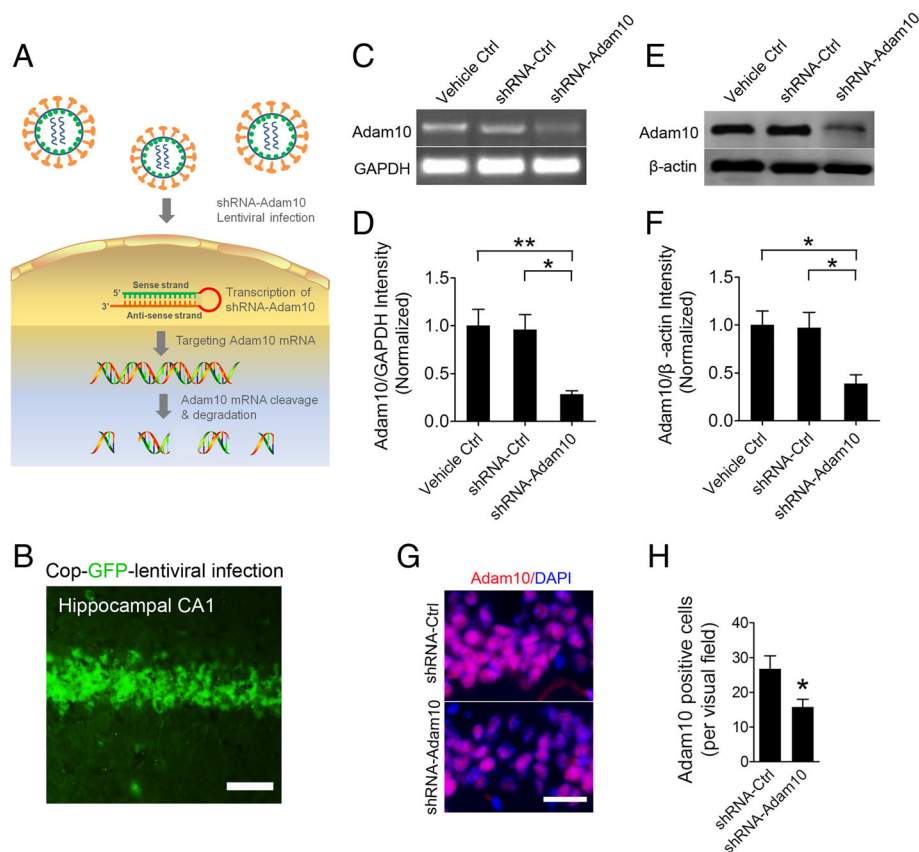 A
shRNA-Adam10
Lentiviral infection
Sense strand
5'
3'
Anti-sense strand
Transcription of
shRNA-Adam10
Targeting Adam10 mRNA
Adam10 mRNA cleavage
& degradation
B
Cop-GFP-lentiviral infection
Hippocampal CA1
C
Vehicle Ctrl
shRNA-Ctrl
shRNA-Adam10
Adam10
GAPDH
D
Adam10/GAPDH Intensity
(Normalized)
1.5
1.0
0.5
0.0
**
*
Vehicle Ctrl
shRNA-Ctrl
shRNA-Adam10
E
Vehicle Ctrl
shRNA-Ctrl
shRNA-Adam10
Adam10
β-actin
F
Adam10/β -actin Intensity
(Normalized)
1.5
1.0
0.5
0.0
*
*
Vehicle Ctrl
shRNA-Ctrl
shRNA-Adam10
G
Adam10/DAPI
shRNA-Ctrl
shRNA-Adam10
H
Adam10 positive cells
(per visual field)
40
30
20
10
0
*
shRNA-Ctrl
shRNA-Adam10